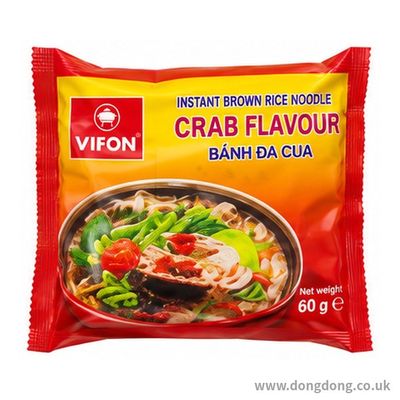 VIFON
INSTANT BROWN RICE NOODLE
CRAB FLAVOUR
BÁNH ĐA CUA
Net weight
60 g ℮
www.dongdong.co.uk